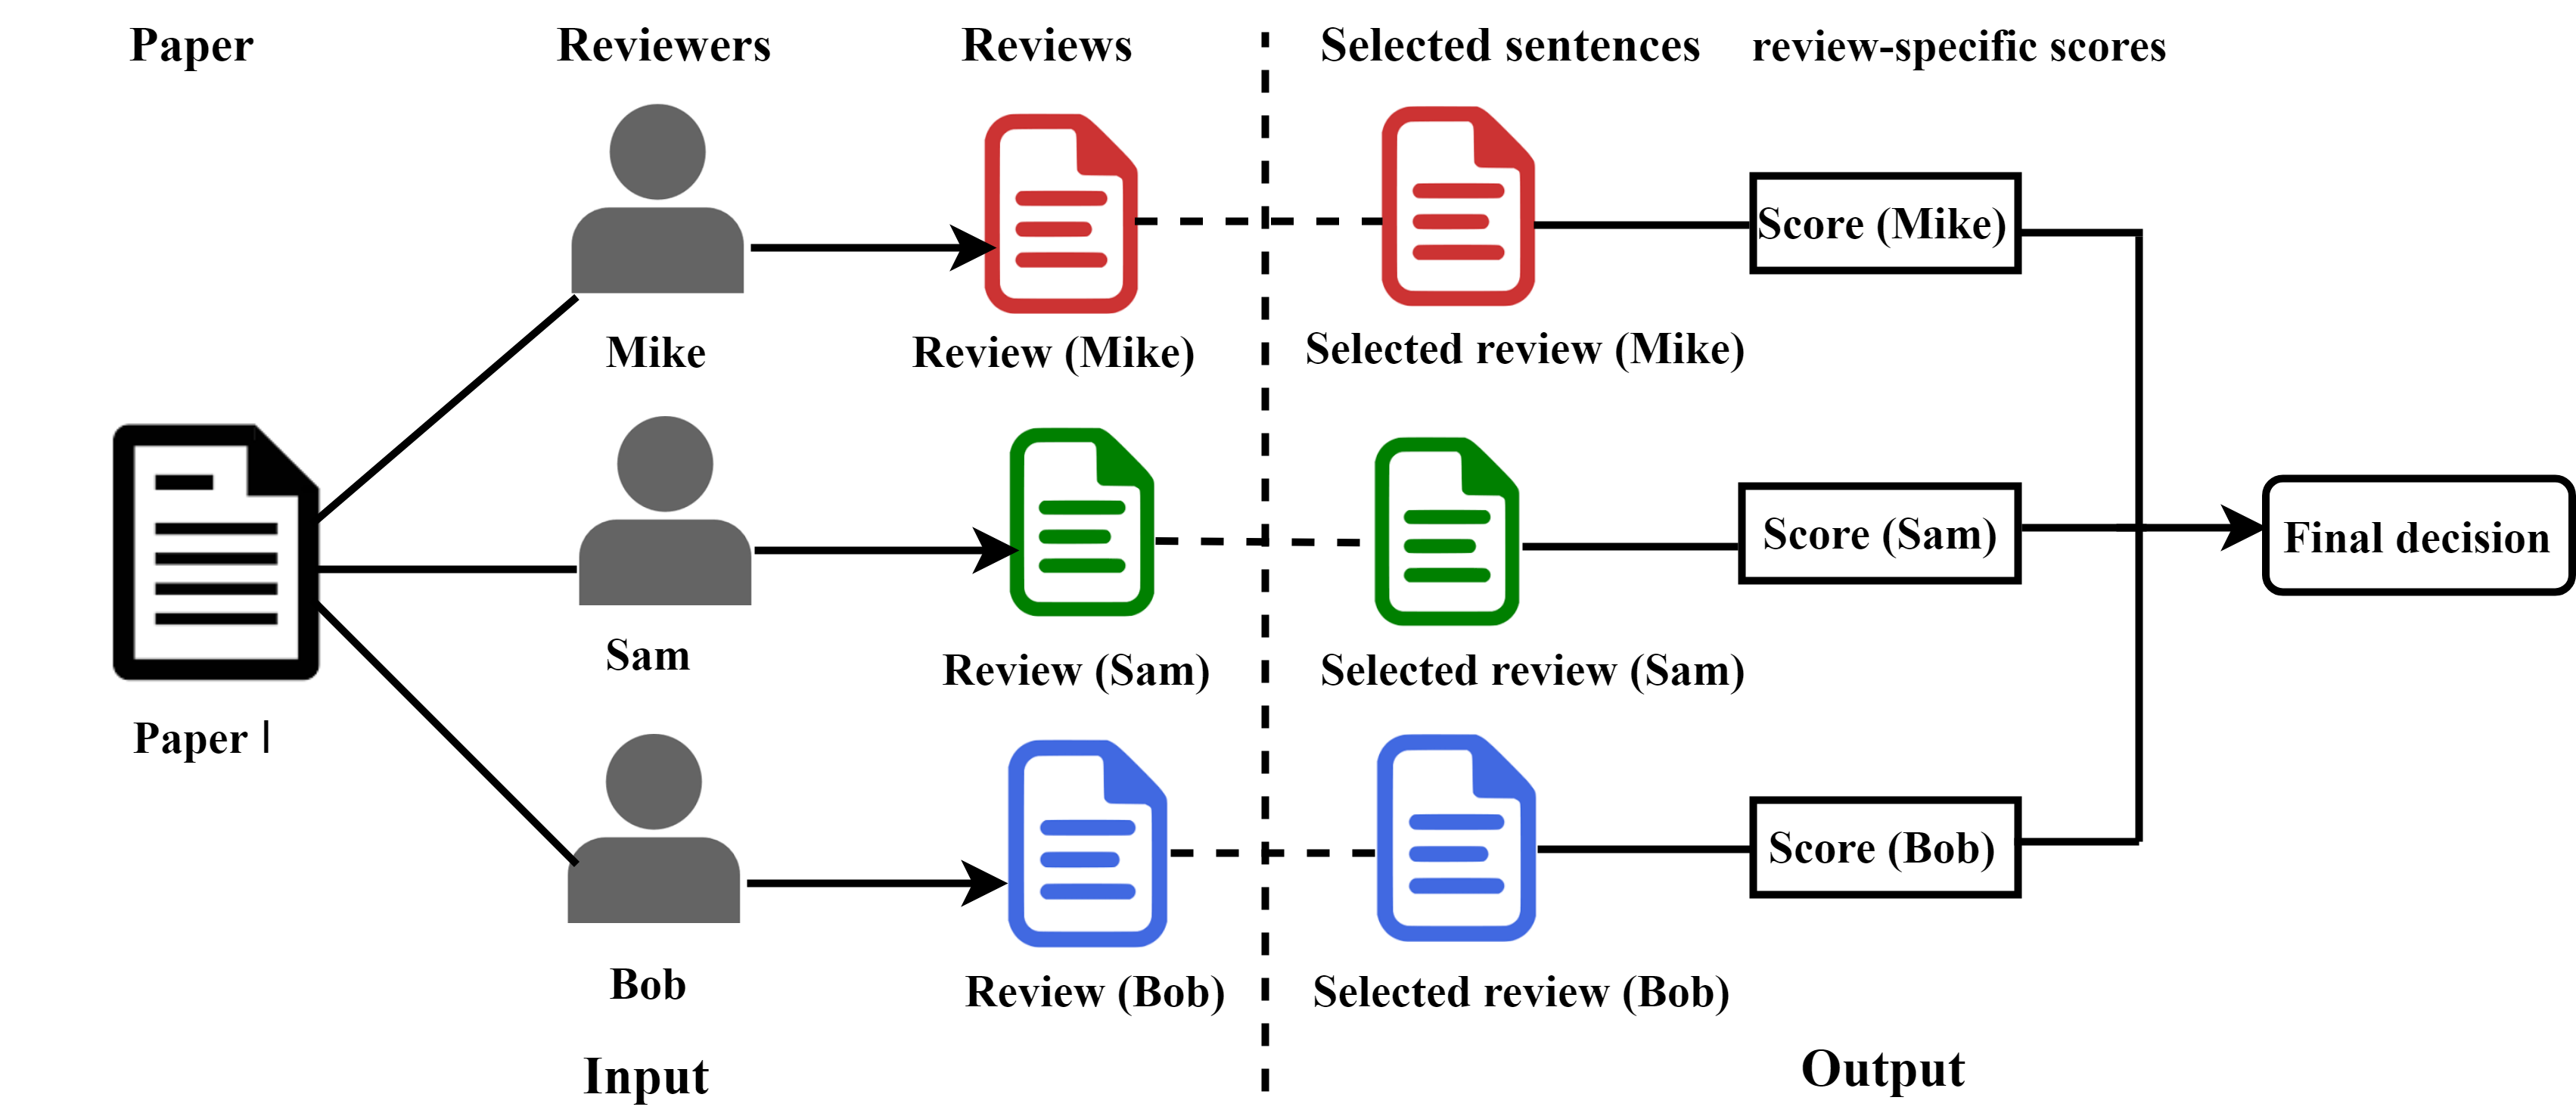 Paper
Reviewers
Reviews
Selected sentences
review-specific scores
Mike
Review (Mike)
Selected review (Mike)
Score (Mike)
Paper |
Sam
Review (Sam)
Selected review (Sam)
Score (Sam)
Final decision
Bob
Review (Bob)
Selected review (Bob)
Score (Bob)
Input
Output